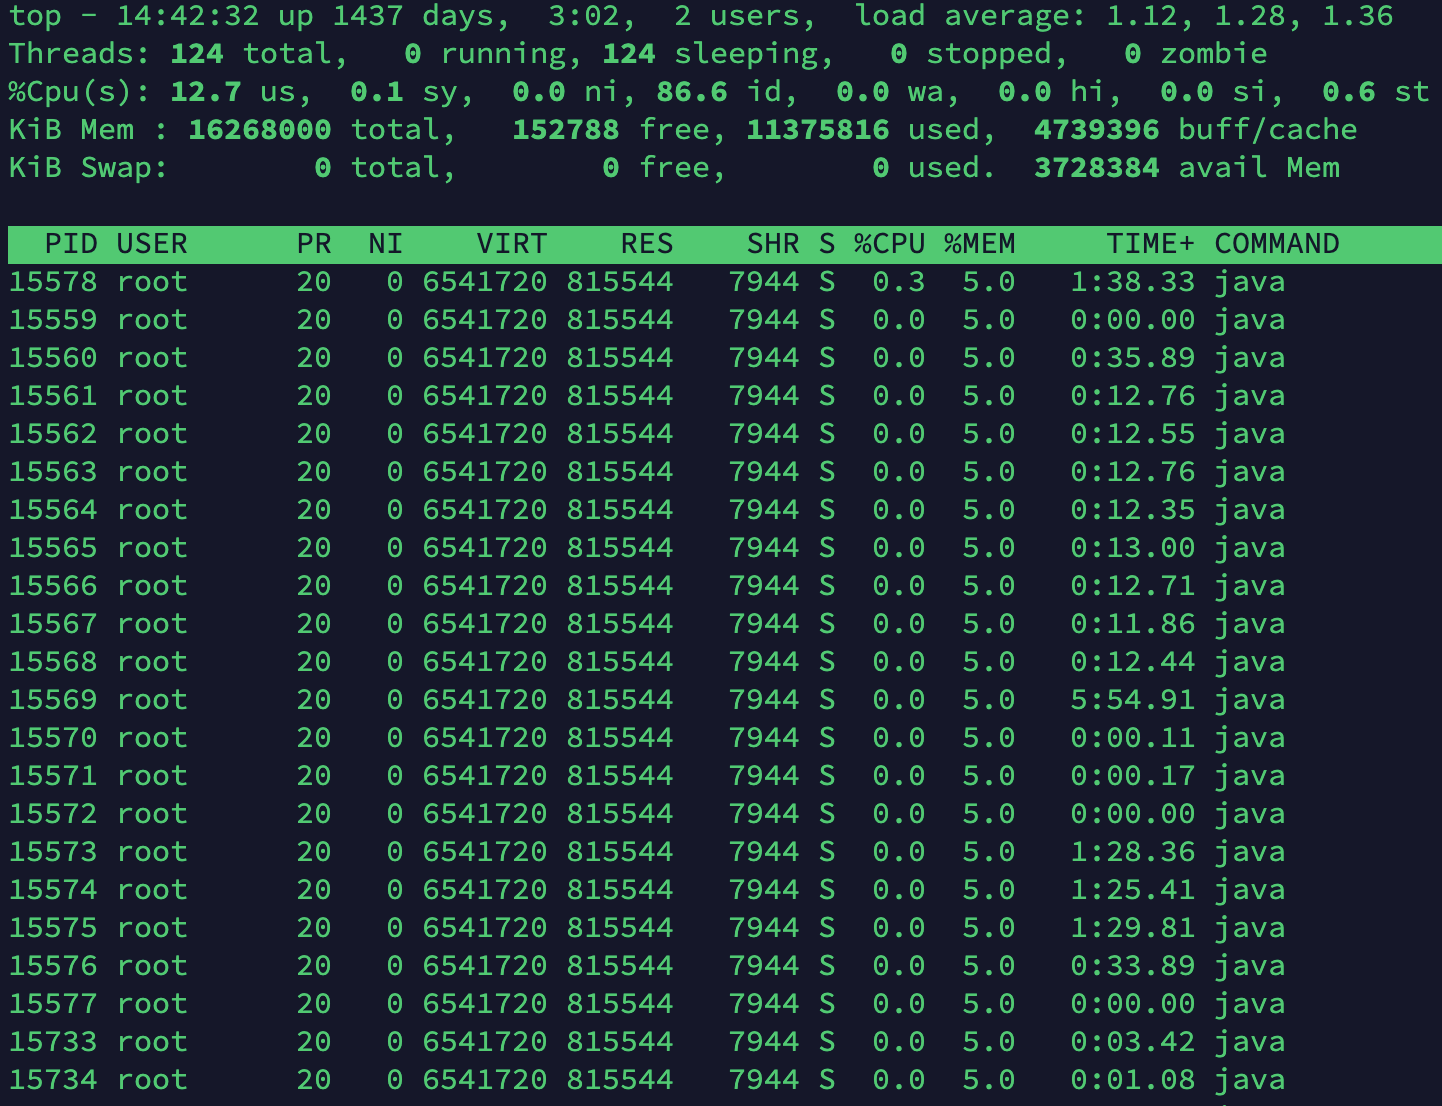 top - 14:42:32 up 1437 days,  3:02,  2 users,  load average: 1.12, 1.28, 1.36
Threads: 124 total,   0 running, 124 sleeping,   0 stopped,   0 zombie
%Cpu(s): 12.7 us,  0.1 sy,  0.0 ni, 86.6 id,  0.0 wa,  0.0 hi,  0.0 si,  0.6 st
KiB Mem : 16268000 total,   152788 free, 11375816 used,  4739396 buff/cache
KiB Swap:        0 total,        0 free,        0 used.  3728384 avail Mem
  PID USER      PR  NI    VIRT    RES    SHR S %CPU %MEM     TIME+ COMMAND
15578 root      20   0 6541720 815544   7944 S  0.3  5.0   1:38.33 java
15559 root      20   0 6541720 815544   7944 S  0.0  5.0   0:00.00 java
15560 root      20   0 6541720 815544   7944 S  0.0  5.0   0:35.89 java
15561 root      20   0 6541720 815544   7944 S  0.0  5.0   0:12.76 java
15562 root      20   0 6541720 815544   7944 S  0.0  5.0   0:12.55 java
15563 root      20   0 6541720 815544   7944 S  0.0  5.0   0:12.76 java
15564 root      20   0 6541720 815544   7944 S  0.0  5.0   0:12.35 java
15565 root      20   0 6541720 815544   7944 S  0.0  5.0   0:13.00 java
15566 root      20   0 6541720 815544   7944 S  0.0  5.0   0:12.71 java
15567 root      20   0 6541720 815544   7944 S  0.0  5.0   0:11.86 java
15568 root      20   0 6541720 815544   7944 S  0.0  5.0   0:12.44 java
15569 root      20   0 6541720 815544   7944 S  0.0  5.0   5:54.91 java
15570 root      20   0 6541720 815544   7944 S  0.0  5.0   0:00.11 java
15571 root      20   0 6541720 815544   7944 S  0.0  5.0   0:00.17 java
15572 root      20   0 6541720 815544   7944 S  0.0  5.0   0:00.00 java
15573 root      20   0 6541720 815544   7944 S  0.0  5.0   1:28.36 java
15574 root      20   0 6541720 815544   7944 S  0.0  5.0   1:25.41 java
15575 root      20   0 6541720 815544   7944 S  0.0  5.0   1:29.81 java
15576 root      20   0 6541720 815544   7944 S  0.0  5.0   0:33.89 java
15577 root      20   0 6541720 815544   7944 S  0.0  5.0   0:00.00 java
15733 root      20   0 6541720 815544   7944 S  0.0  5.0   0:03.42 java
15734 root      20   0 6541720 815544   7944 S  0.0  5.0   0:01.08 java